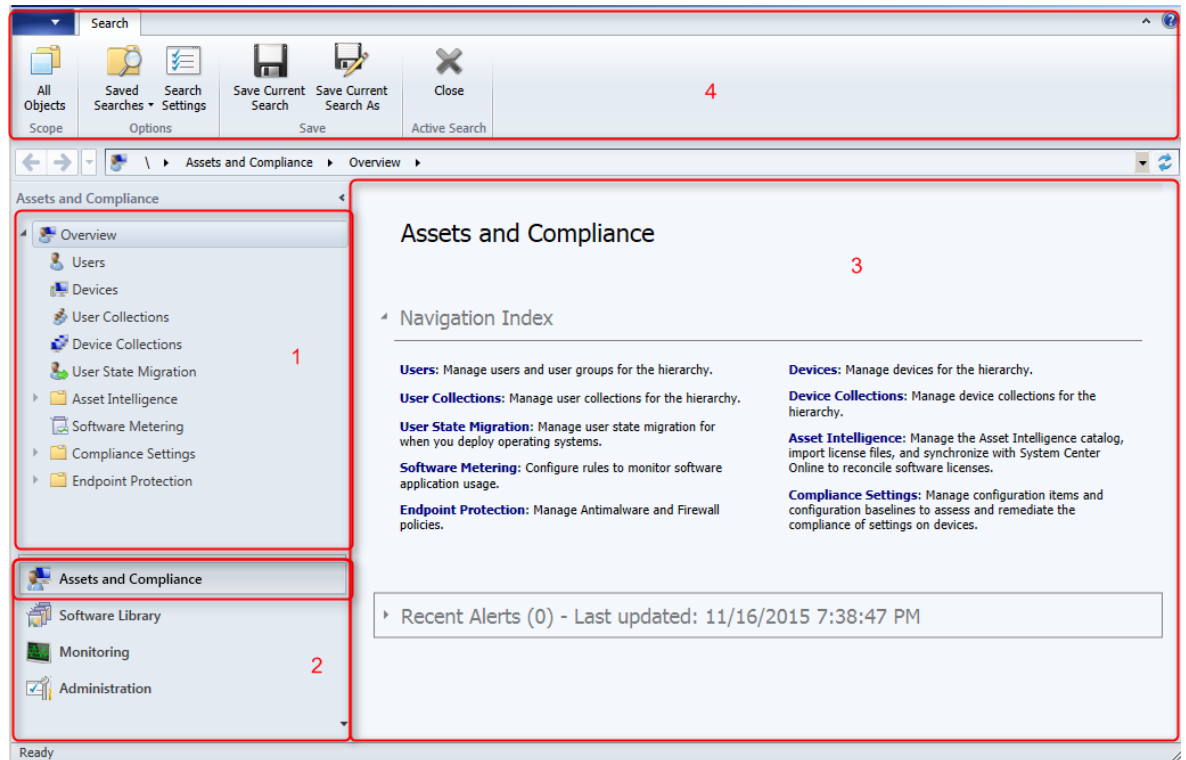 Search
All Objects
Saved Searches
Search Settings
Save Current Search
Save Current Search As
Close
4
Scope
Options
Save
Active Search
\ Assets and Compliance Overview
Assets and Compliance
Overview
Users
Devices
User Collections
Device Collections
User State Migration
Asset Intelligence
Software Metering
Compliance Settings
Endpoint Protection
1
Assets and Compliance
Software Library
Monitoring
Administration
2
Assets and Compliance
3
Navigation Index
Users: Manage users and user groups for the hierarchy.
User Collections: Manage user collections for the hierarchy.
User State Migration: Manage user state migration for
when you deploy operating systems.
Software Metering: Configure rules to monitor software
application usage.
Endpoint Protection: Manage Antimalware and Firewall
policies.
Devices: Manage devices for the hierarchy.
Device Collections: Manage device collections for the
hierarchy.
Asset Intelligence: Manage the Asset Intelligence catalog,
import license files, and synchronize with System Center
Online to reconcile software licenses.
Compliance Settings: Manage configuration items and
configuration baselines to assess and remediate the
compliance of settings on devices.
Recent Alerts (0) - Last updated: 11/16/2015 7:38:47 PM
Ready